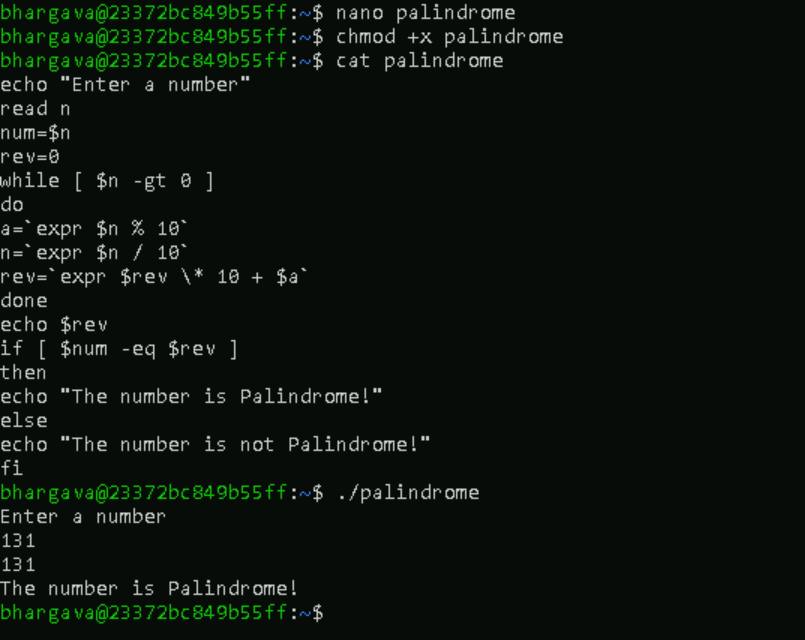 bhargava@23372bc849b55ff:~$ nano palindrome
bhargava@23372bc849b55ff:~$ chmod +x palindrome
bhargava@23372bc849b55ff:~$ cat palindrome
echo "Enter a number"
read n
num=$n
rev=0
while [ $n -gt 0 ]
do
a=`expr $n % 10`
n=`expr $n / 10`
rev=`expr $rev \* 10 + $a`
done
echo $rev
if [ $num -eq $rev ]
then
echo "The number is Palindrome!"
else
echo "The number is not Palindrome!"
fi
bhargava@23372bc849b55ff:~$ ./palindrome
Enter a number
131
131
The number is Palindrome!
bhargava@23372bc849b55ff:~$